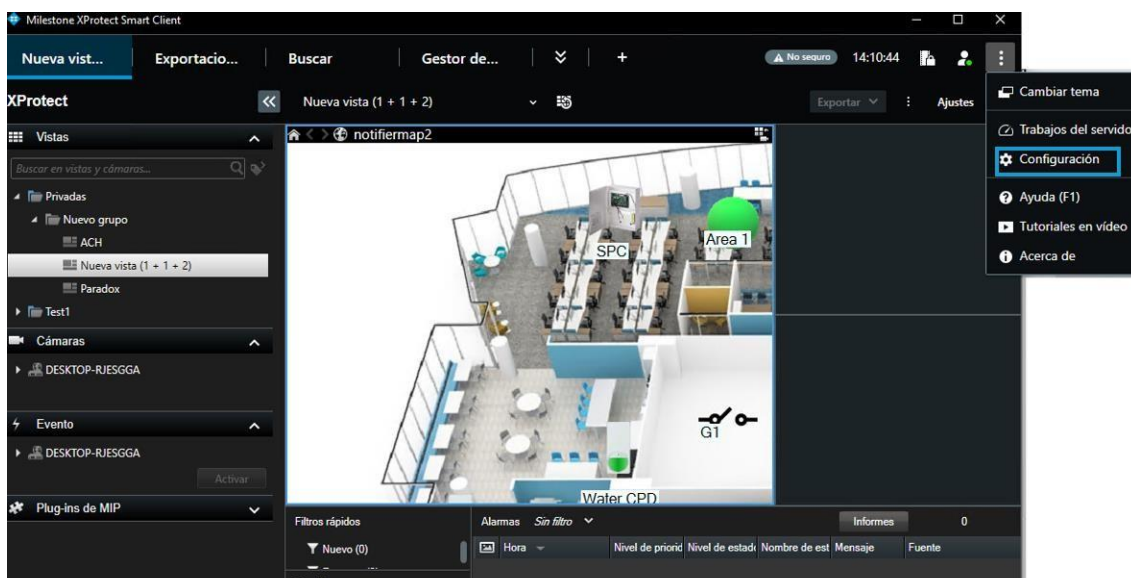 Milestone XProtect Smart Client
Nueva vist... Exportacio... Buscar Gestor de... No seguro 14:10:44
XProtect Nueva vista (1 + 1 + 2) Exportar Ajustes
Cambiar tema
Trabajos del servido
Configuración
Ayuda (F1)
Tutoriales en vídeo
Acerca de
Vistas
Buscar en vistas y cámaras...
Privadas
Nuevo grupo
ACH
Nueva vista (1 + 1 + 2)
Paradox
Test1
Cámaras
DESKTOP-RJESGGA
Evento
DESKTOP-RJESGGA
Activar
Plug-ins de MIP
notifiermap2
SPC
Area 1
G1
Water CPD
Filtros rápidos
Nuevo (0)
Alarmas Sin filtro Informes 0
Hora Nivel de priorid Nivel de estad Nombre de est Mensaje Fuente